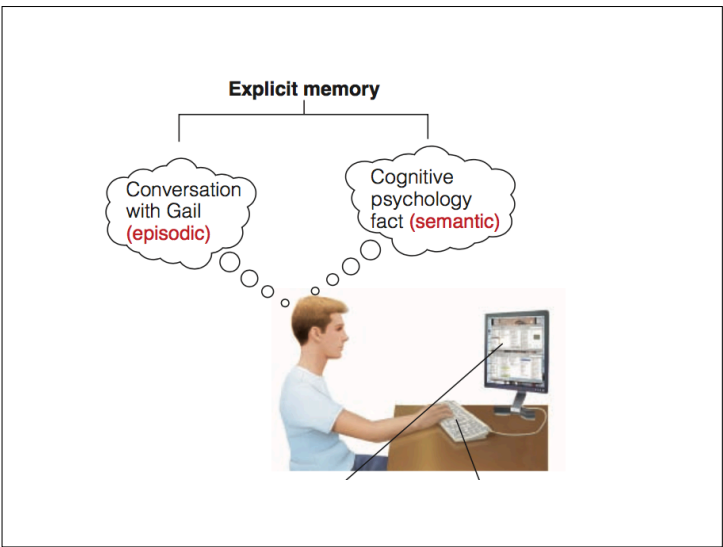 Explicit memory
Conversation
with Gail
(episodic)
Cognitive
psychology
fact (semantic)